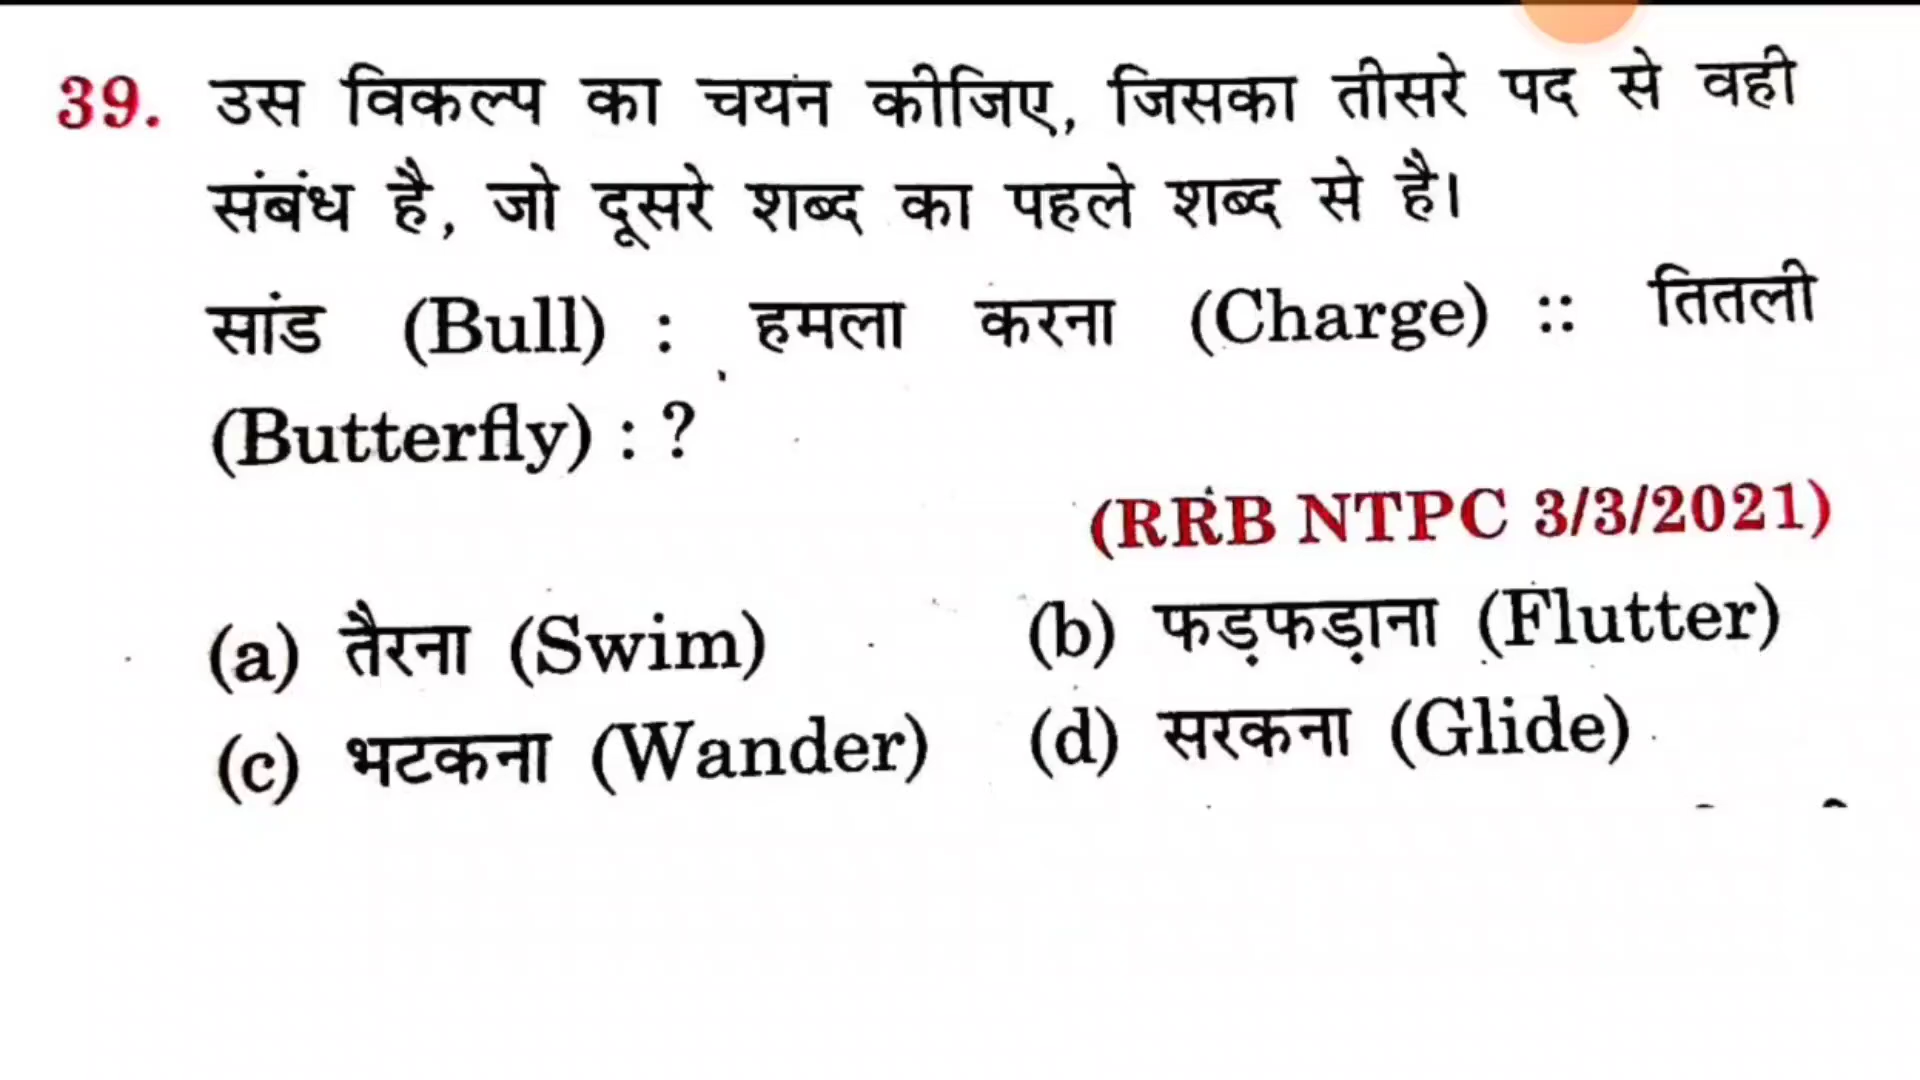 39. उस विकल्प का चयन कीजिए, जिसका तीसरे पद से वही
संबंध है, जो दूसरे शब्द का पहले शब्द से है।
सांड (Bull) : हमला करना (Charge) :: तितली
(Butterfly) : ?
(RRB NTPC 3/3/2021)
(a) तैरना (Swim) (b) फड़फड़ाना (Flutter)
(c) भटकना (Wander) (d) सरकना (Glide)